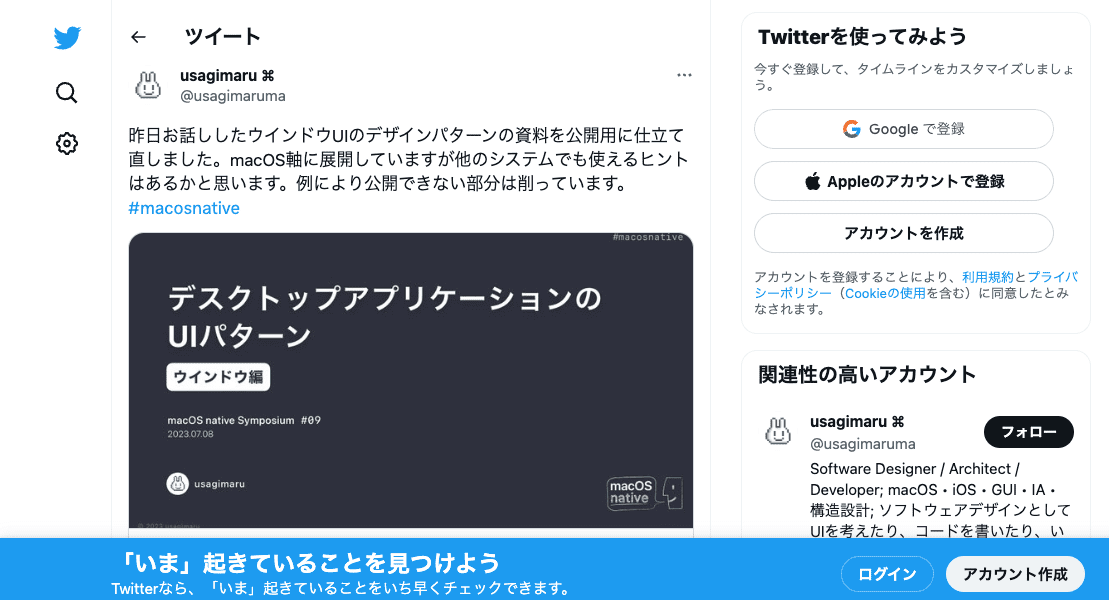 ツイート
usagimaru ⌘
@usagimaruma
昨日お話ししたウインドウUIのデザインパターンの資料を公開用に仕立て
直しました。macOS軸に展開していますが他のシステムでも使えるヒント
はあるかと思います。例により公開できない部分は削っています。
#macosnative
#macosnative
デスクトップアプリケーションの
UIパターン
ウインドウ編
macOS native Symposium #09
2023.07.08
usagimaru
macOS
native
© 2023 usagimaru
Twitterを使ってみよう
今すぐ登録して、タイムラインをカスタマイズしましょ
う。
Google で登録
Appleのアカウントで登録
アカウントを作成
アカウントを登録することにより、利用規約とプライバ
シーポリシー（Cookieの使用を含む）に同意したとみ
なされます。
関連性の高いアカウント
usagimaru ⌘
@usagimaruma
フォロー
Software Designer / Architect /
Developer; macOS・iOS・GUI・IA・
構造設計; ソフトウェアデザインとして
UIを考えたり、コードを書いたり、い
「いま」起きていることを見つけよう
Twitterなら、「いま」起きていることをいち早くチェックできます。
ログイン
アカウント作成